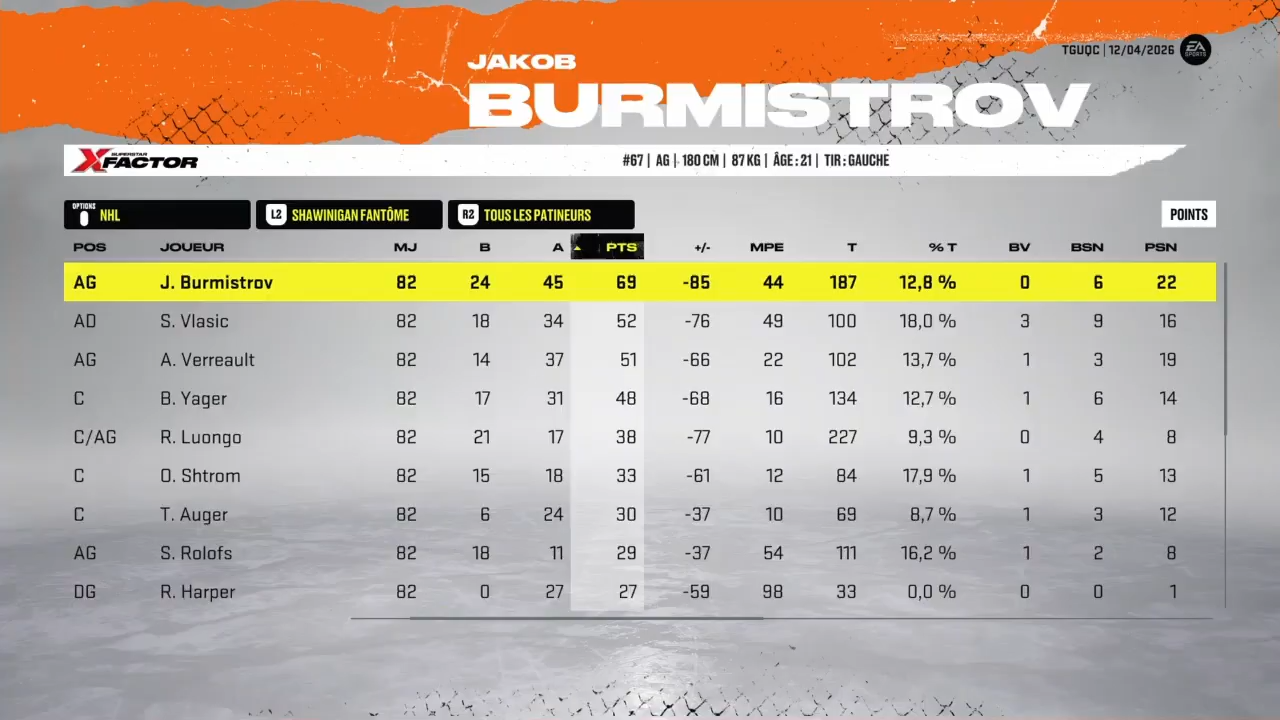 JAKOB
BURMISTROV
TGUQC | 12/04/2026
EA SPORTS
SUPERSTAR X FACTOR
#67 | AG | 180 CM | 87 KG | ÂGE : 21 | TIR : GAUCHE
OPTIONS NHL L2 SHAWINIGAN FANTÔME R2 TOUS LES PATINEURS POINTS
POS JOUEUR MJ B A PTS +/- MPE T % T BV BSN PSN
AG J. Burmistrov 82 24 45 69 -85 44 187 12,8 % 0 6 22
AD S. Vlasic 82 18 34 52 -76 49 100 18,0 % 3 9 16
AG A. Verreault 82 14 37 51 -66 22 102 13,7 % 1 3 19
C B. Yager 82 17 31 48 -68 16 134 12,7 % 1 6 14
C/AG R. Luongo 82 21 17 38 -77 10 227 9,3 % 0 4 8
C O. Shtrom 82 15 18 33 -61 12 84 17,9 % 1 5 13
C T. Auger 82 6 24 30 -37 10 69 8,7 % 1 3 12
AG S. Rolofs 82 18 11 29 -37 54 111 16,2 % 1 2 8
DG R. Harper 82 0 27 27 -59 98 33 0,0 % 0 0 1